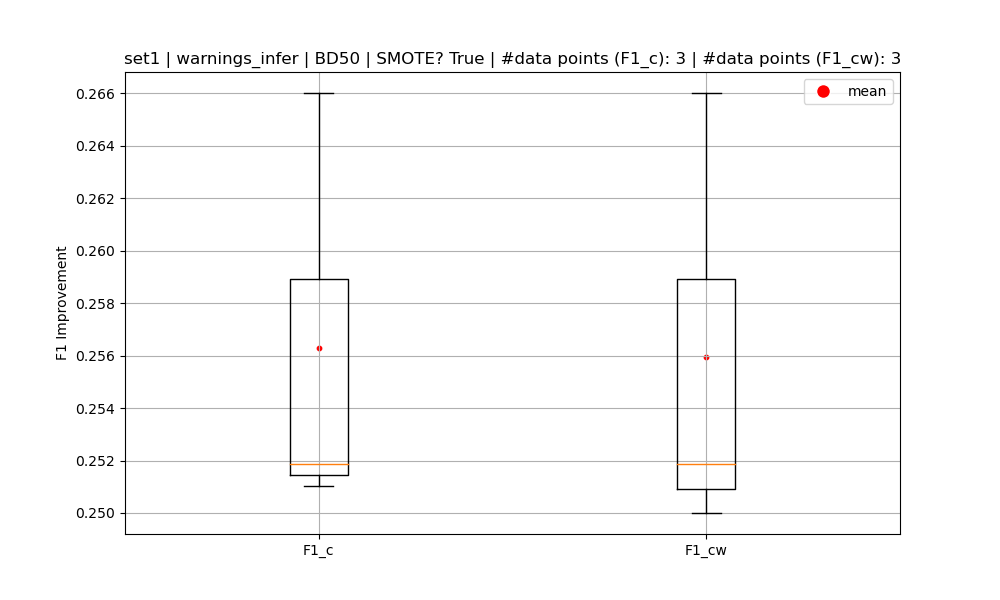 set1 | warnings_infer | BD50 | SMOTE? True | #data points (F1_c): 3 | #data points (F1_cw): 3
mean
0.266
0.264
0.262
0.260
0.258
0.256
0.254
0.252
0.250
F1 Improvement
F1_c
F1_cw